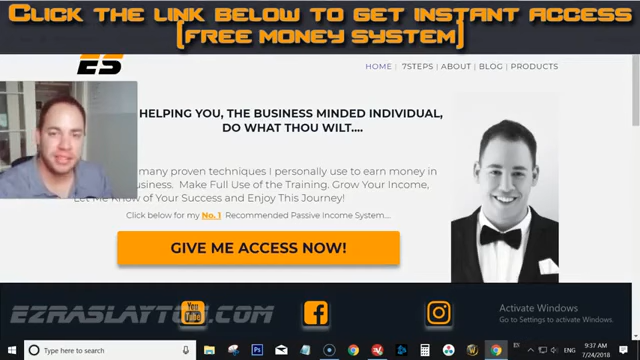 Click the link below to get instant access
(free money system)
ES
HOME | 7STEPS | ABOUT | BLOG | PRODUCTS
HELPING YOU, THE BUSINESS MINDED INDIVIDUAL,
DO WHAT THOU WILT....
many proven techniques I personally use to earn money in
business. Make Full Use of the Training. Grow Your Income,
Let Me Know of Your Success and Enjoy This Journey!
Click below for my No. 1 Recommended Passive Income System...
GIVE ME ACCESS NOW!
EZRASLAYTON.COM
You Tube
Activate Windows
Go to Settings to activate Windows.
Type here to search
ES
9:37 AM
7/24/2018